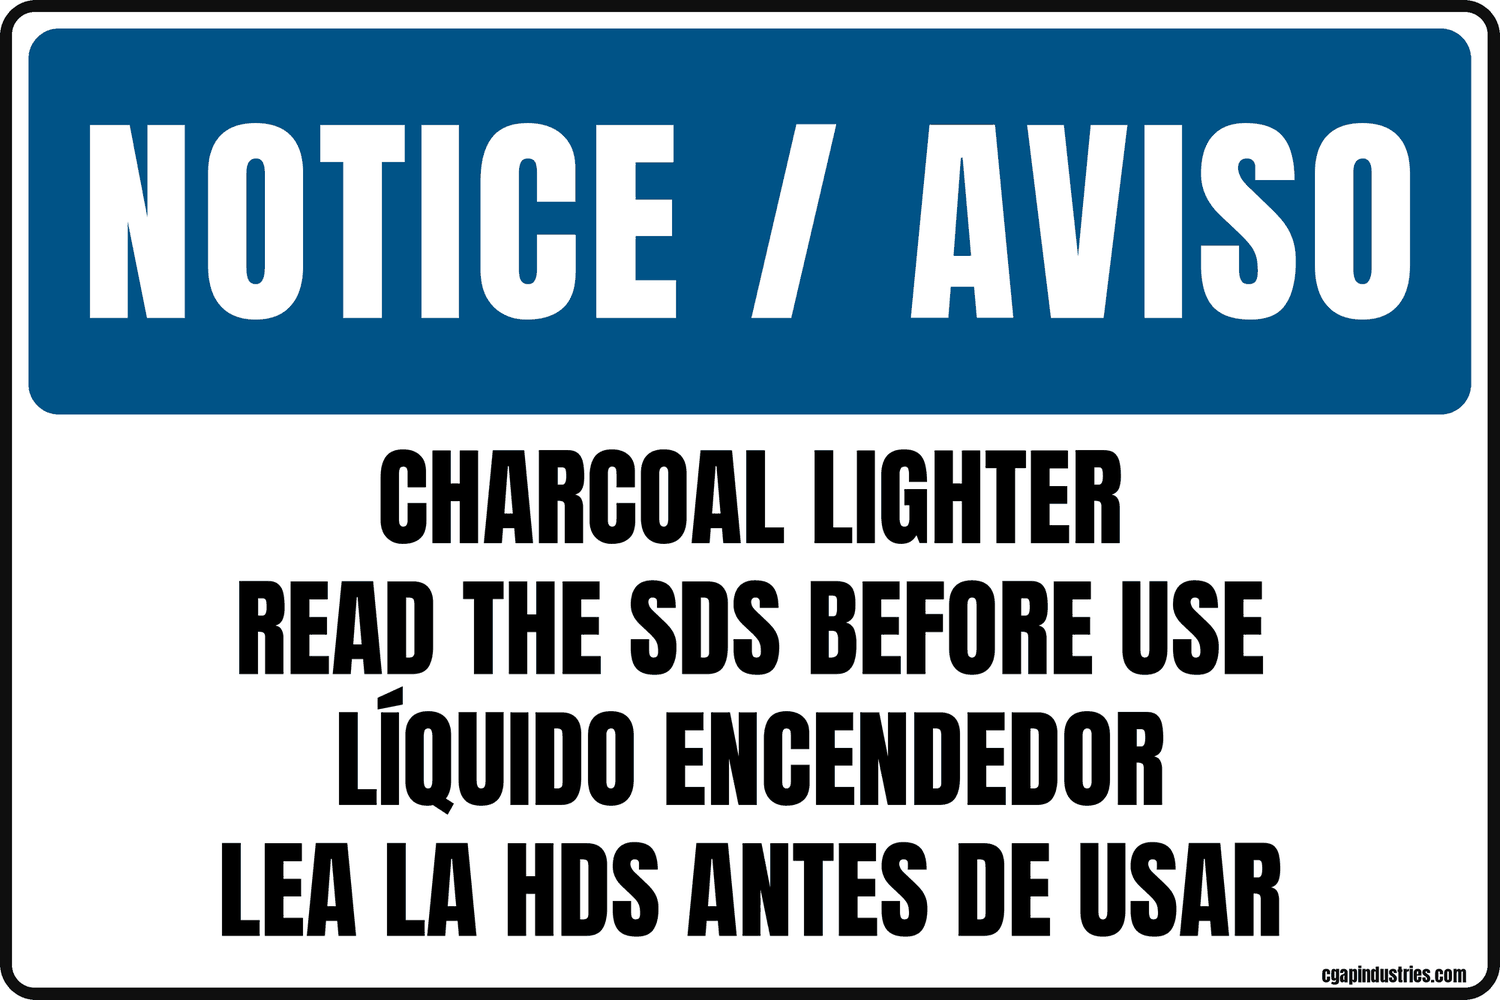 NOTICE / AVISO
CHARCOAL LIGHTER
READ THE SDS BEFORE USE
LÍQUIDO ENCENDEDOR
LEA LA HDS ANTES DE USAR
cgapindustries.com